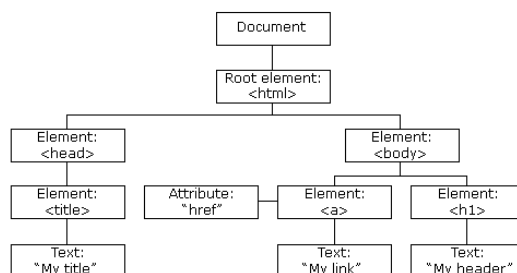 Document
Root element:
<html>
Element:
<head>
Element:
<body>
Element:
<title>
Attribute:
"href"
Element:
<a>
Element:
<h1>
Text:
"My title"
Text:
"My link"
Text:
"My header"